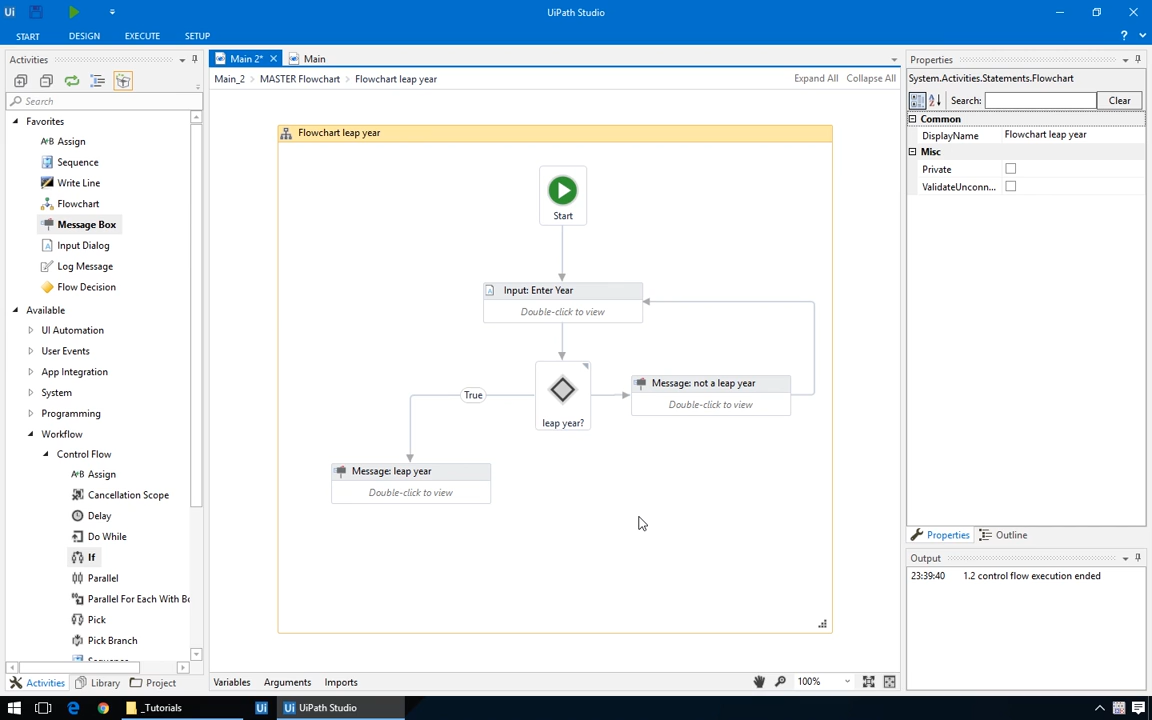 Ui
UiPath Studio
START DESIGN EXECUTE SETUP
?
Activities
Search
Favorites
A+B Assign
Sequence
Write Line
Flowchart
Message Box
Input Dialog
Log Message
Flow Decision
Available
UI Automation
User Events
App Integration
System
Programming
Workflow
Control Flow
A+B Assign
Cancellation Scope
Delay
Do While
If
Parallel
Parallel For Each With Bo
Pick
Pick Branch
Activities Library Project
Main 2* Main
Main_2 > MASTER Flowchart > Flowchart leap year
Expand All Collapse All
Flowchart leap year
Start
Input: Enter Year
Double-click to view
True
leap year?
Message: not a leap year
Double-click to view
Message: leap year
Double-click to view
Variables Arguments Imports
100%
Properties
System.Activities.Statements.Flowchart
Search: Clear
Common
DisplayName Flowchart leap year
Misc
Private
ValidateUnconn...
Properties Outline
Output
23:39:40 1.2 control flow execution ended
_Tutorials Ui Ui UiPath Studio